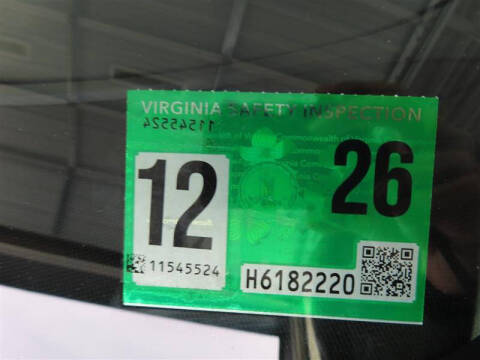 VIRGINIA SAFETY INSPECTION
11545524
12 26
11545524
H6182220